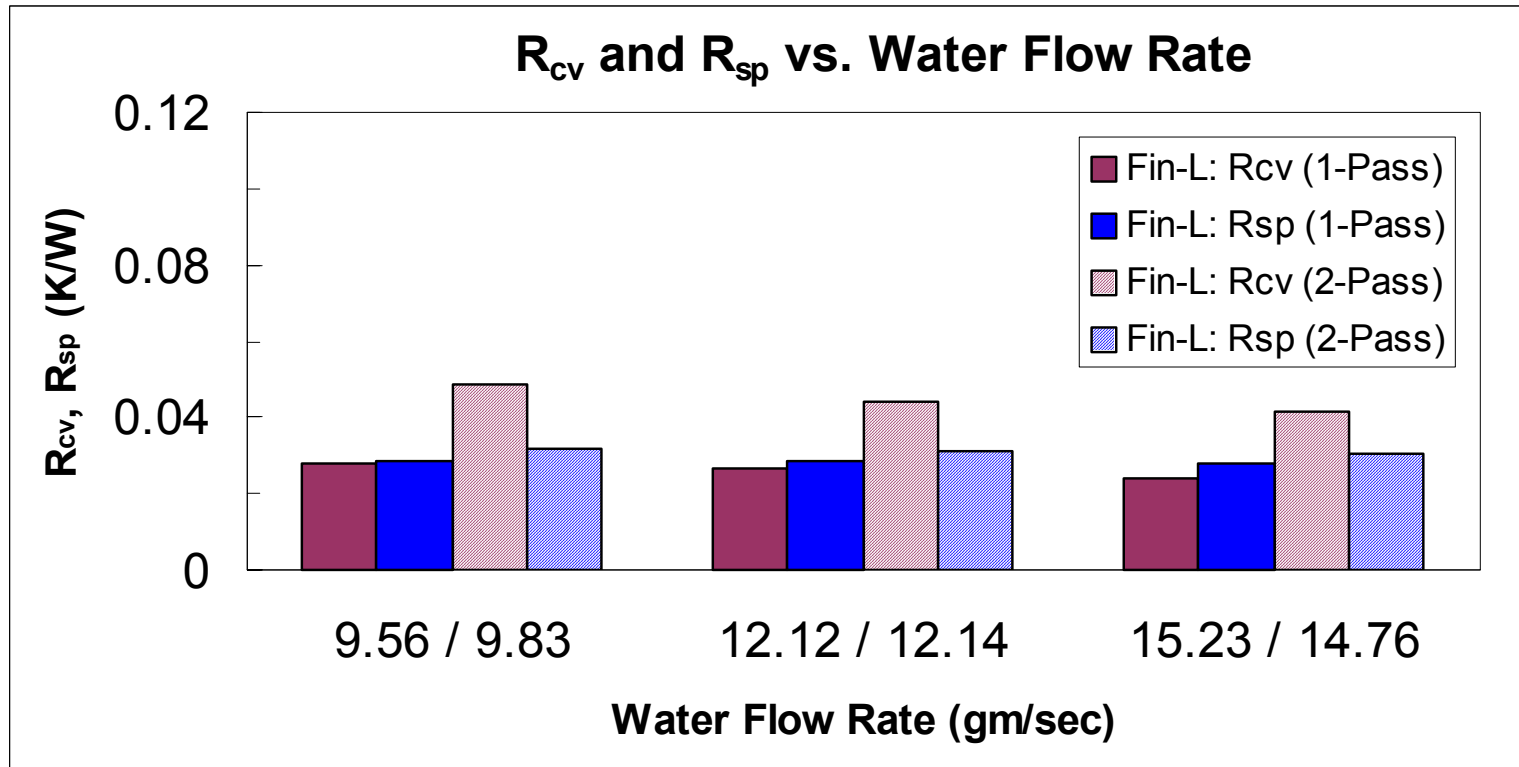 Rcv and Rsp vs. Water Flow Rate
0.12
0.08
0.04
0
Rcv, Rsp (K/W)
Fin-L: Rcv (1-Pass)
Fin-L: Rsp (1-Pass)
Fin-L: Rcv (2-Pass)
Fin-L: Rsp (2-Pass)
9.56 / 9.83
12.12 / 12.14
15.23 / 14.76
Water Flow Rate (gm/sec)